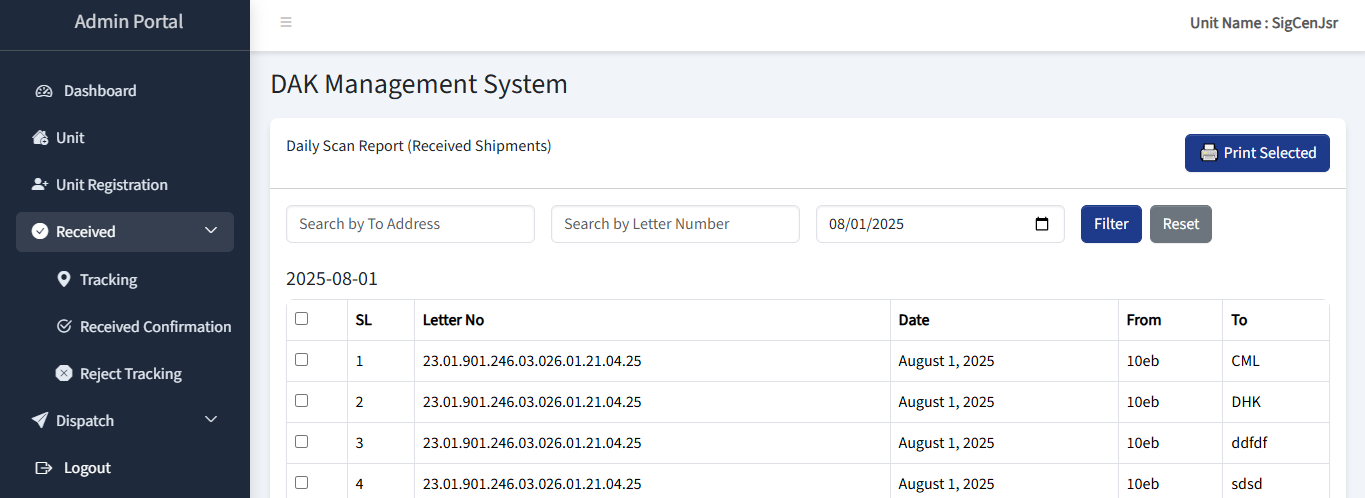 Admin Portal
Unit Name : SigCenJsr
Dashboard
Unit
Unit Registration
Received
Tracking
Received Confirmation
Reject Tracking
Dispatch
Logout
DAK Management System
Daily Scan Report (Received Shipments)
Print Selected
Search by To Address
Search by Letter Number
08/01/2025
Filter
Reset
2025-08-01
SL Letter No Date From To
1 23.01.901.246.03.026.01.21.04.25 August 1, 2025 10eb CML
2 23.01.901.246.03.026.01.21.04.25 August 1, 2025 10eb DHK
3 23.01.901.246.03.026.01.21.04.25 August 1, 2025 10eb ddfdf
4 23.01.901.246.03.026.01.21.04.25 August 1, 2025 10eb sdsd